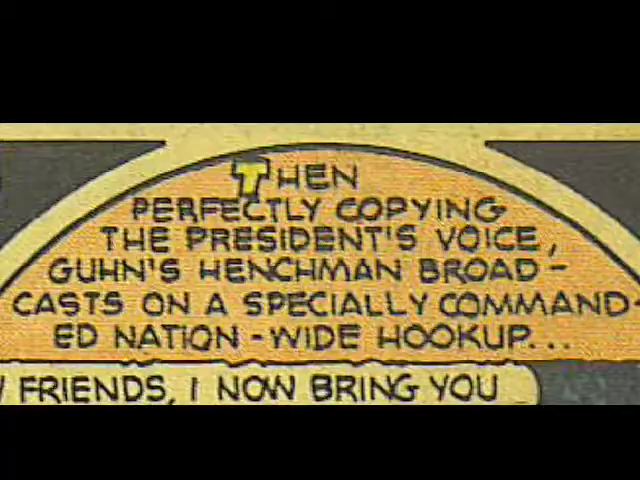 THEN
PERFECTLY COPYING
THE PRESIDENT'S VOICE,
GUHN'S HENCHMAN BROAD-
CASTS ON A SPECIALLY COMMAND
ED NATION-WIDE HOOKUP...
FRIENDS, I NOW BRING YOU